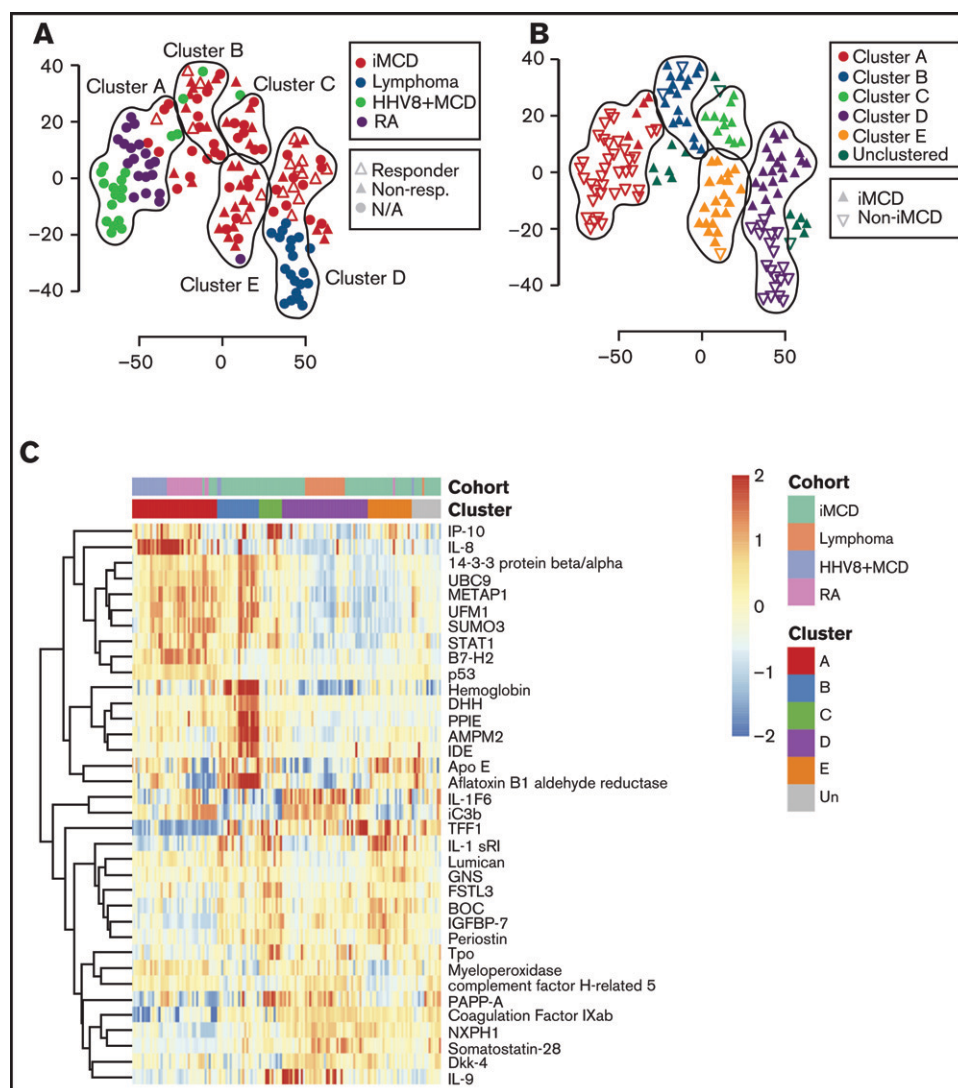 A
Cluster B
Cluster A
Cluster C
Cluster E
Cluster D
40
20
0
−20
−40
−50
0
50
iMCD
Lymphoma
HHV8+MCD
RA
Responder
Non-resp.
N/A
B
40
20
0
−20
−40
−50
0
50
Cluster A
Cluster B
Cluster C
Cluster D
Cluster E
Unclustered
iMCD
Non-iMCD
C
Cohort
Cluster
IP-10
IL-8
14-3-3 protein beta/alpha
UBC9
METAP1
UFM1
SUMO3
STAT1
B7-H2
p53
Hemoglobin
DHH
PPIE
AMPM2
IDE
Apo E
Aflatoxin B1 aldehyde reductase
IL-1F6
iC3b
TFF1
IL-1 sRI
Lumican
GNS
FSTL3
BOC
IGFBP-7
Periostin
Tpo
Myeloperoxidase
complement factor H-related 5
PAPP-A
Coagulation Factor IXab
NXPH1
Somatostatin-28
Dkk-4
IL-9
2
1
0
−1
−2
Cohort
iMCD
Lymphoma
HHV8+MCD
RA
Cluster
A
B
C
D
E
Un